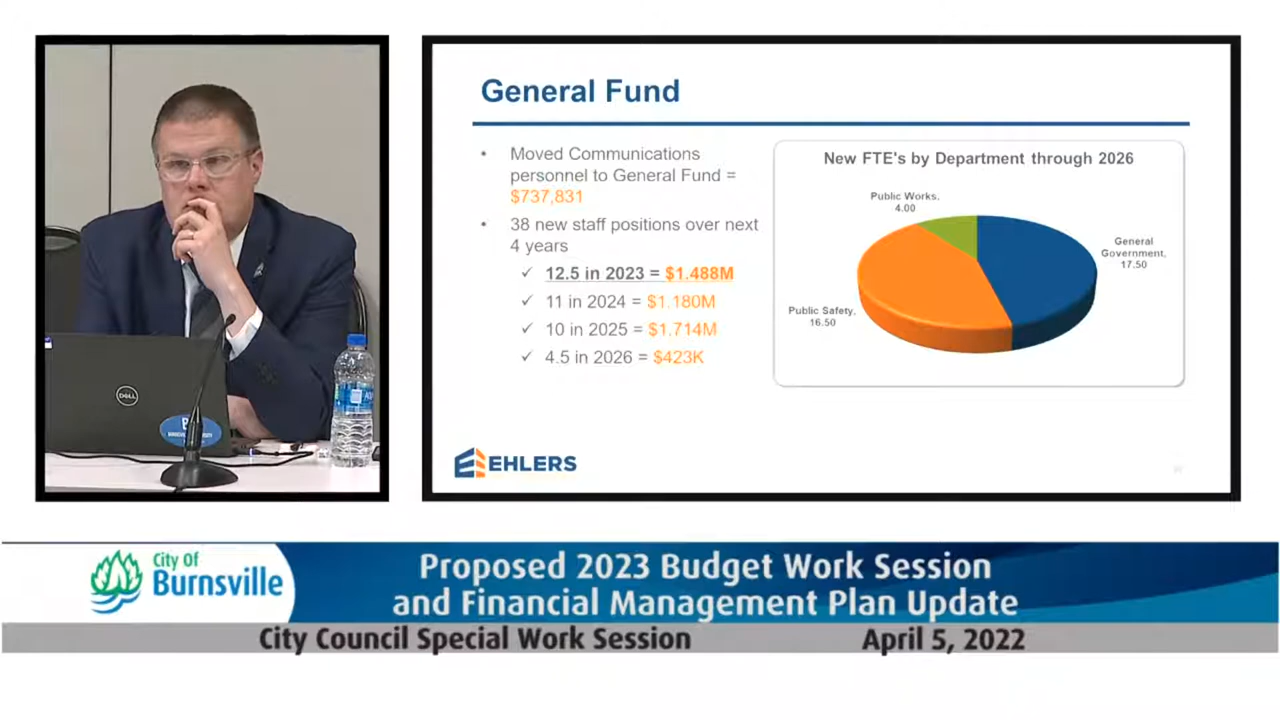 General Fund
• Moved Communications
personnel to General Fund =
$737,831
• 38 new staff positions over next
4 years
✓ 12.5 in 2023 = $1.488M
✓ 11 in 2024 = $1.180M
✓ 10 in 2025 = $1.714M
✓ 4.5 in 2026 = $423K
New FTE's by Department through 2026
Public Works,
4.00
General
Government,
17.50
Public Safety,
16.50
EHLERS
DELL
City Of
Burnsville
Proposed 2023 Budget Work Session
and Financial Management Plan Update
City Council Special Work Session April 5, 2022